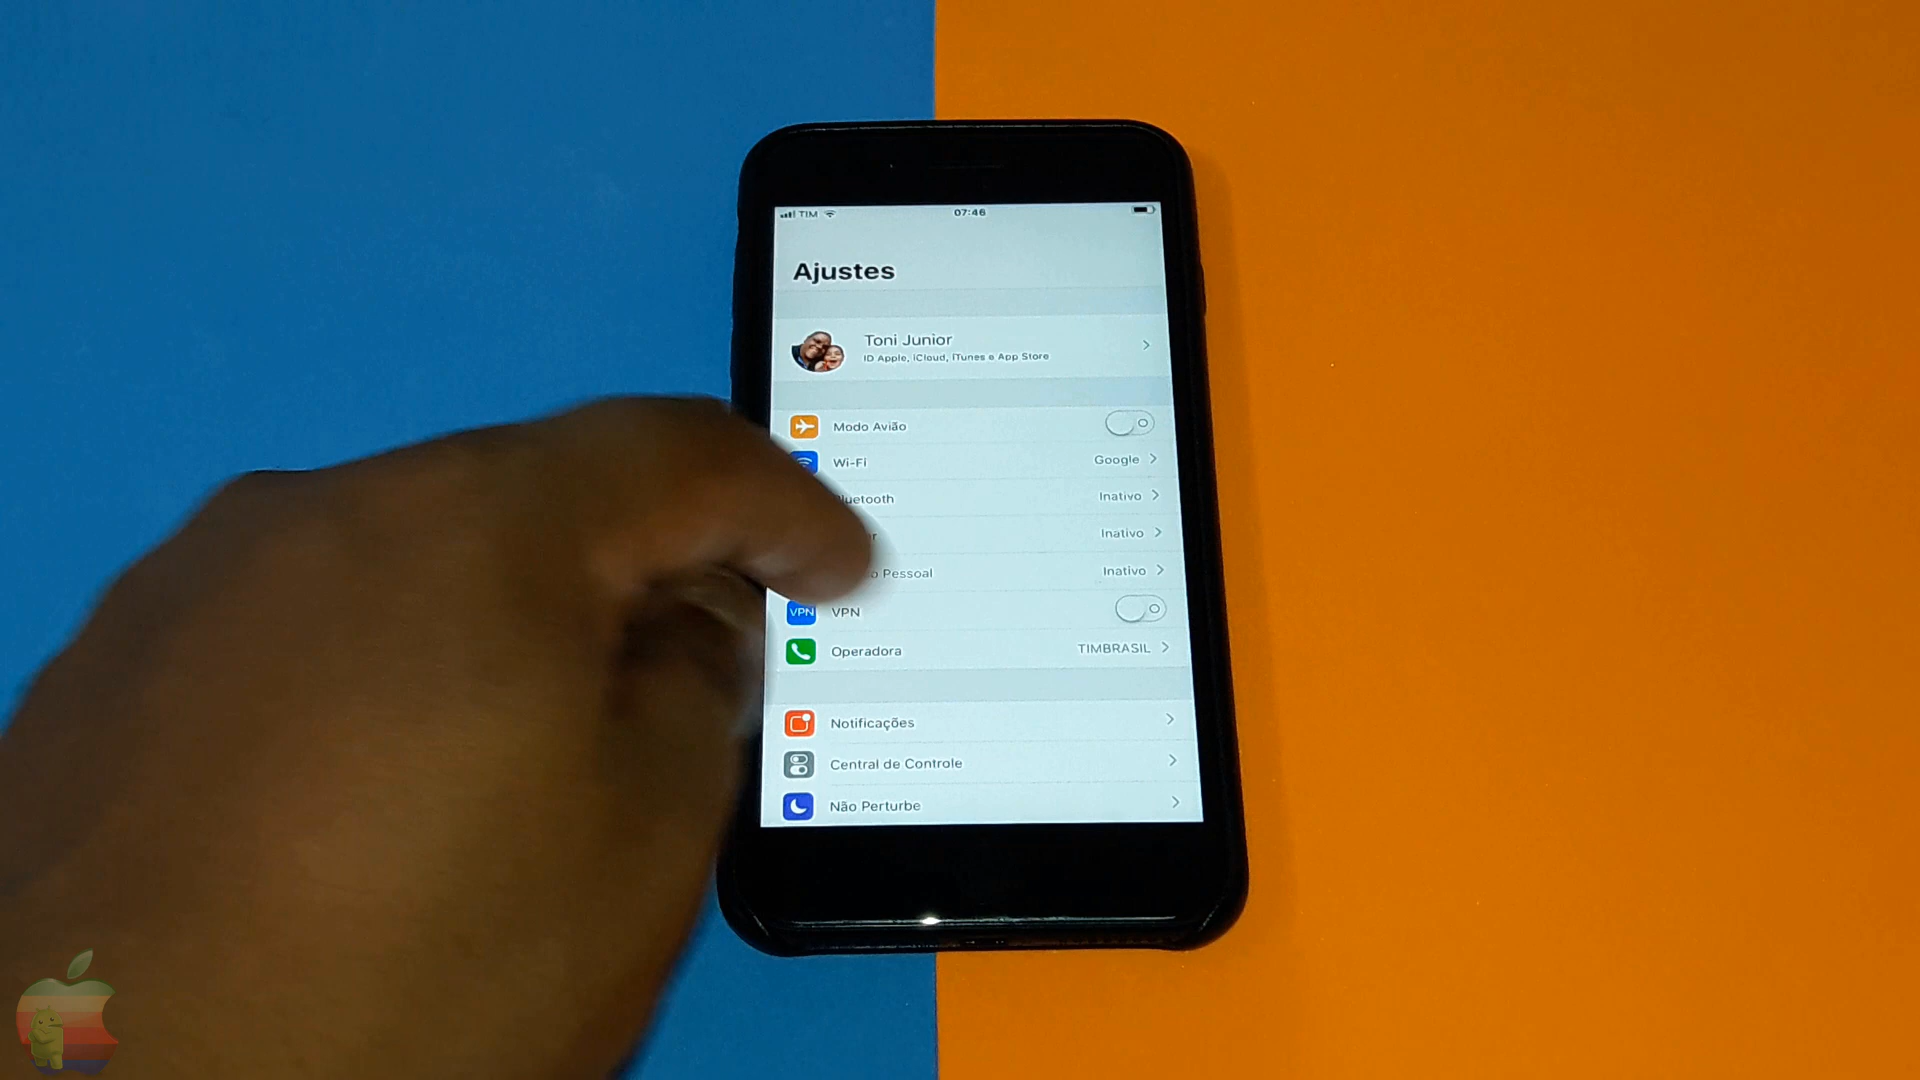 TIM 07:46
Ajustes
Toni Junior
ID Apple, iCloud, iTunes e App Store
Modo Avião
Wi-Fi Google
Inativo
Inativo
Pessoal Inativo
VPN VPN
Operadora TIMBRASIL
Notificações
Central de Controle
Não Perturbe